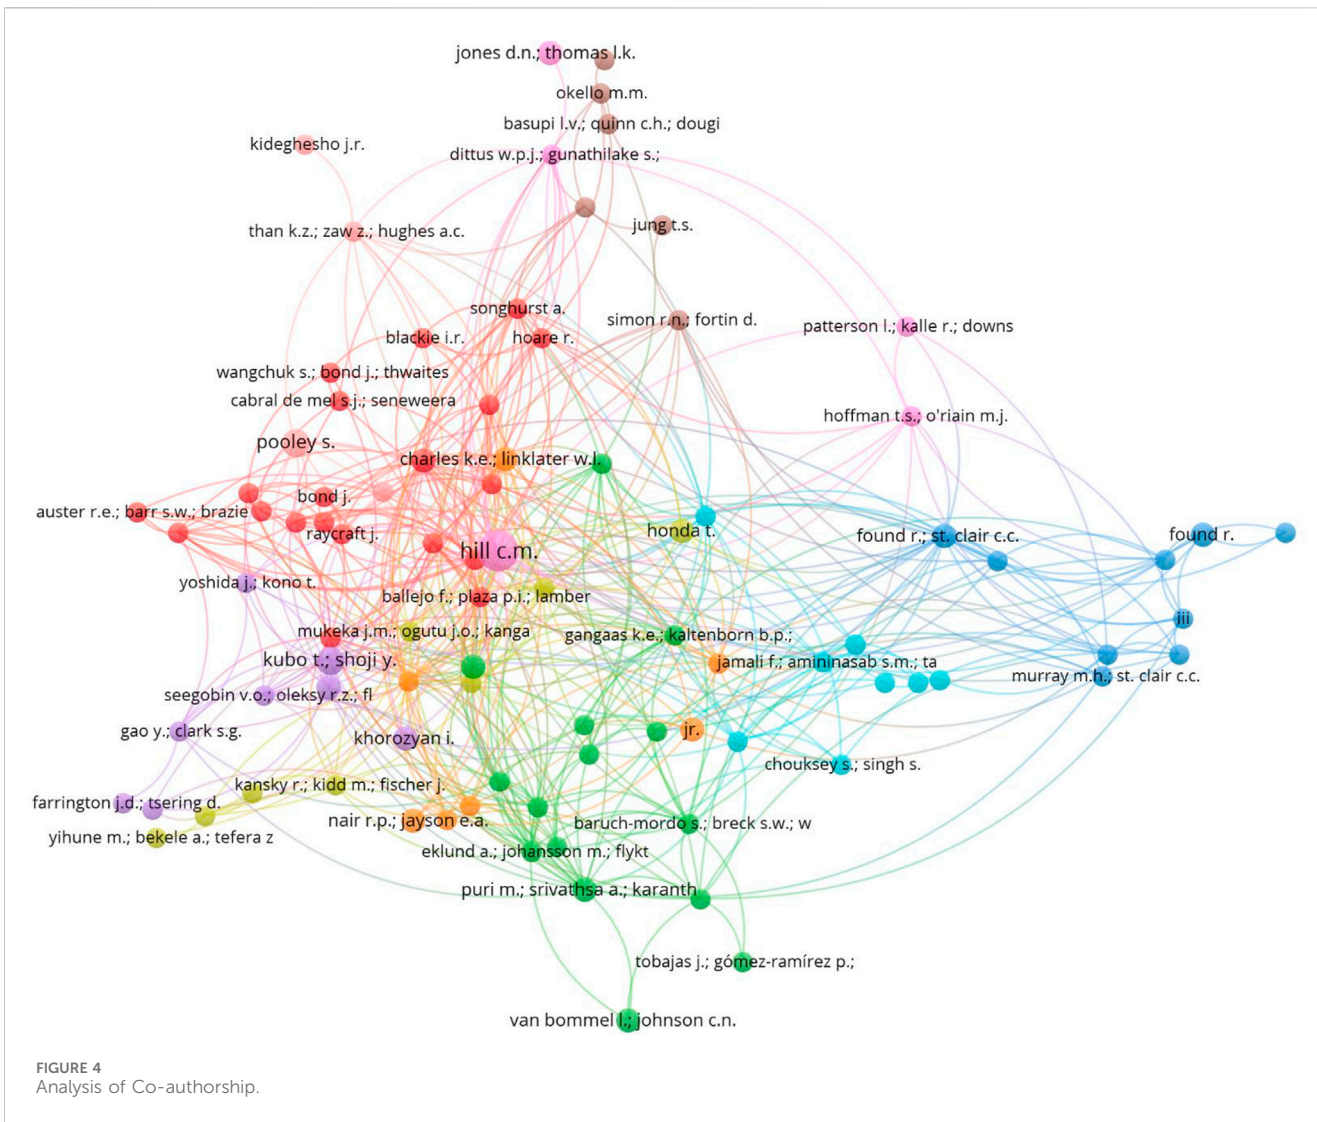 jones d.n.; thomas l.k.
okello m.m.
basupi l.v.; quinn c.h.; dougi
kideghesho j.r.
dittus w.p.j.; gunathilake s.;
than k.z.; zaw z.; hughes a.c.
jung t.s.
songhurst a.
simon r.n.; fortin d.
patterson l.; kalle r.; downs
blackie i.r.
hoare r.
wangchuk s.; bond j.; thwaites
cabral de mel s.j.; seneweera
hoffman t.s.; o'riain m.j.
pooley s.
charles k.e.; linklater w.l.
bond j.
auster r.e.; barr s.w.; brazie
raycraft j.
honda t.
found r.; st. clair c.c.
found r.
hill c.m.
yoshida j.; kono t.
ballejo f.; plaza p.i.; lamber
iii
mukeka j.m.; ogutu j.o.; kanga
gangaas k.e.; kaltenborn b.p.;
kubo t.; shoji y.
jamali f.; amininasab s.m.; ta
murray m.h.; st. clair c.c.
seegobin v.o.; oleksy r.z.; fl
gao y.; clark s.g.
khorozyan i.
jr.
chouksey s.; singh s.
kansky r.; kidd m.; fischer j.
farrington j.d.; tsering d.
nair r.p.; jayson e.a.
baruch-mordo s.; breck s.w.; w
yihune m.; bekele a.; tefera z
eklund a.; johansson m.; flykt
puri m.; srivathsa a.; karanth
tobajas j.; gómez-ramírez p.;
van bommel l.; johnson c.n.
FIGURE 4
Analysis of Co-authorship.